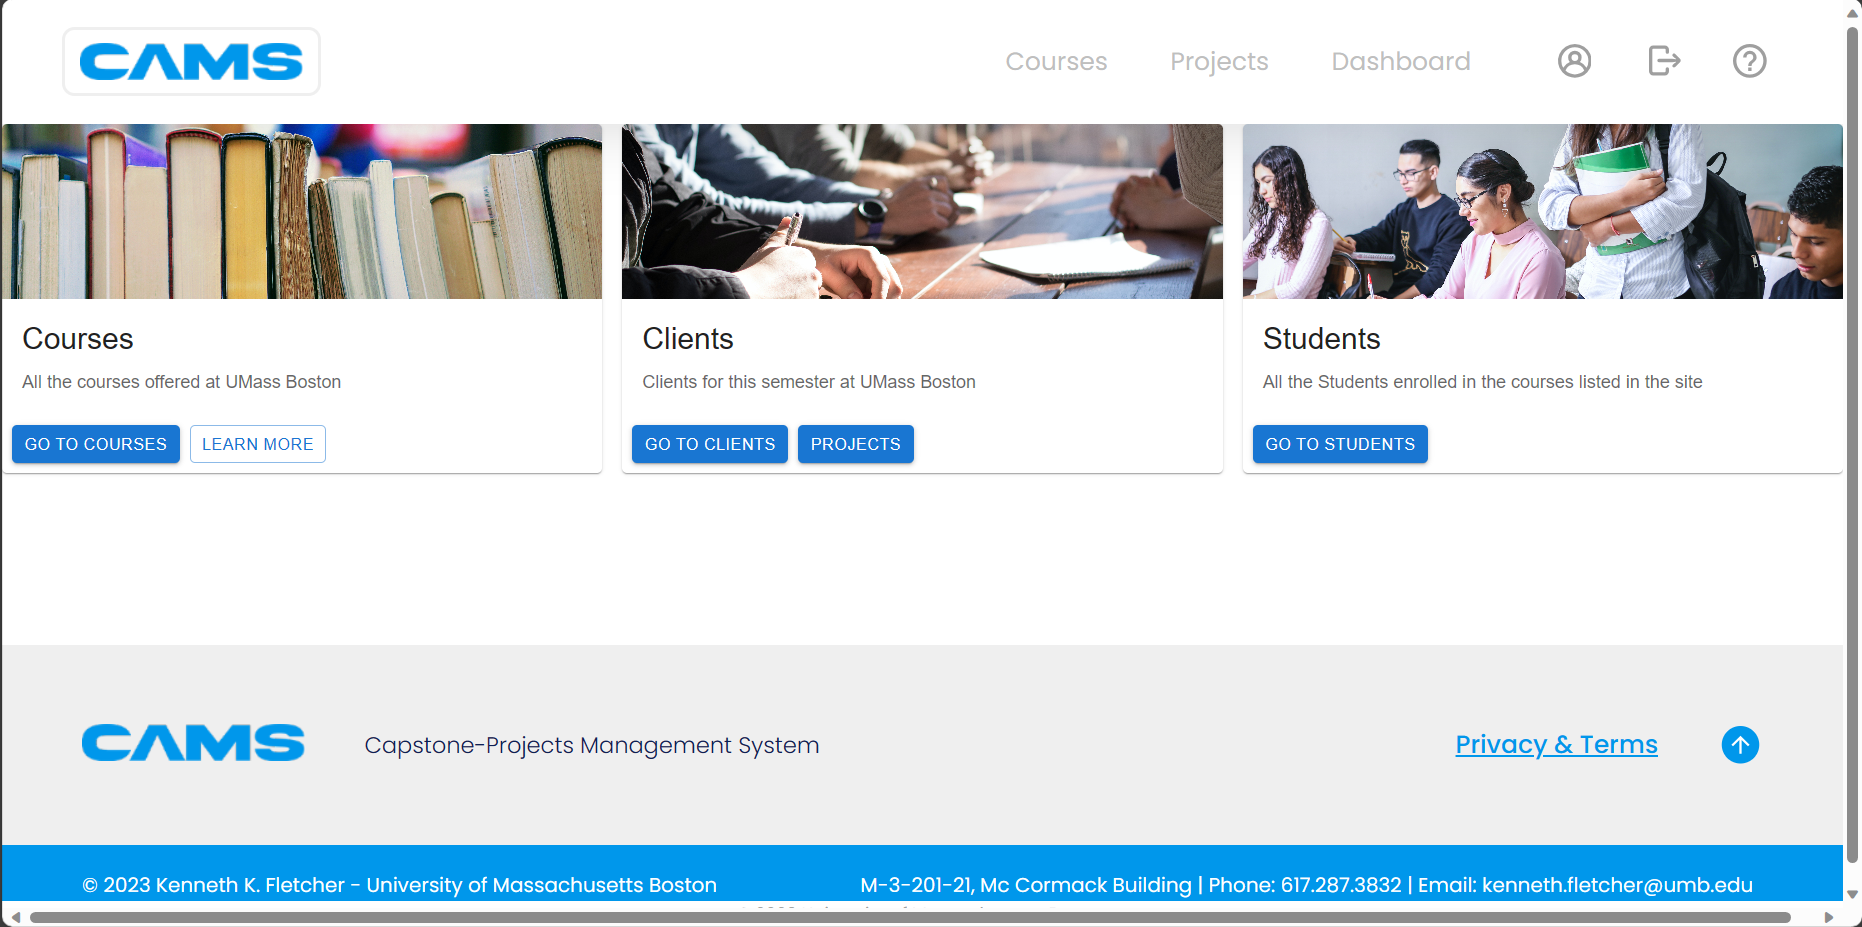 CAMS
Courses Projects Dashboard
Courses
All the courses offered at UMass Boston
GO TO COURSES LEARN MORE
Clients
Clients for this semester at UMass Boston
GO TO CLIENTS PROJECTS
Students
All the Students enrolled in the courses listed in the site
GO TO STUDENTS
CAMS
Capstone-Projects Management System
Privacy & Terms
© 2023 Kenneth K. Fletcher - University of Massachusetts Boston
M-3-201-21, Mc Cormack Building | Phone: 617.287.3832 | Email: kenneth.fletcher@umb.edu